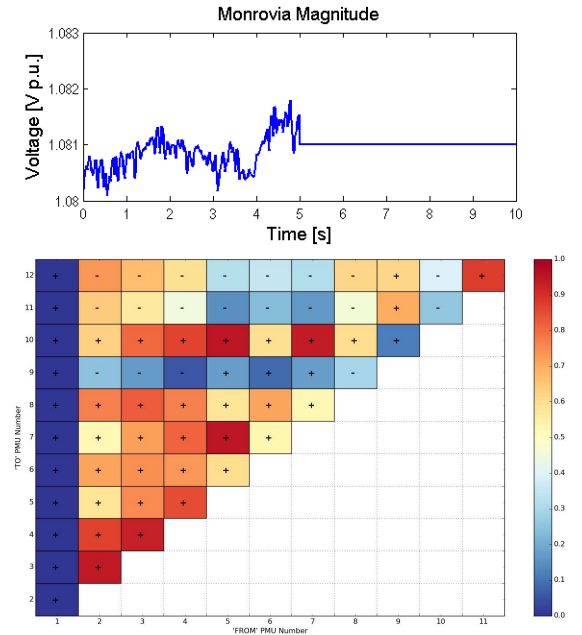 Monrovia Magnitude
1.083
1.082
1.081
1.08
Voltage [V p.u.]
0 1 2 3 4 5 6 7 8 9 10
Time [s]
12 + - - - - - - - + - +
11 + - - - - - - - + -
10 + + + + + + + + +
9 + - - - + + + -
8 + + + + + + +
7 + + + + + +
6 + + + + +
5 + + + +
4 + + +
3 + +
2 +
'TO' PMU Number
1 2 3 4 5 6 7 8 9 10 11
'FROM' PMU Number
1.0
0.9
0.8
0.7
0.6
0.5
0.4
0.3
0.2
0.1
0.0